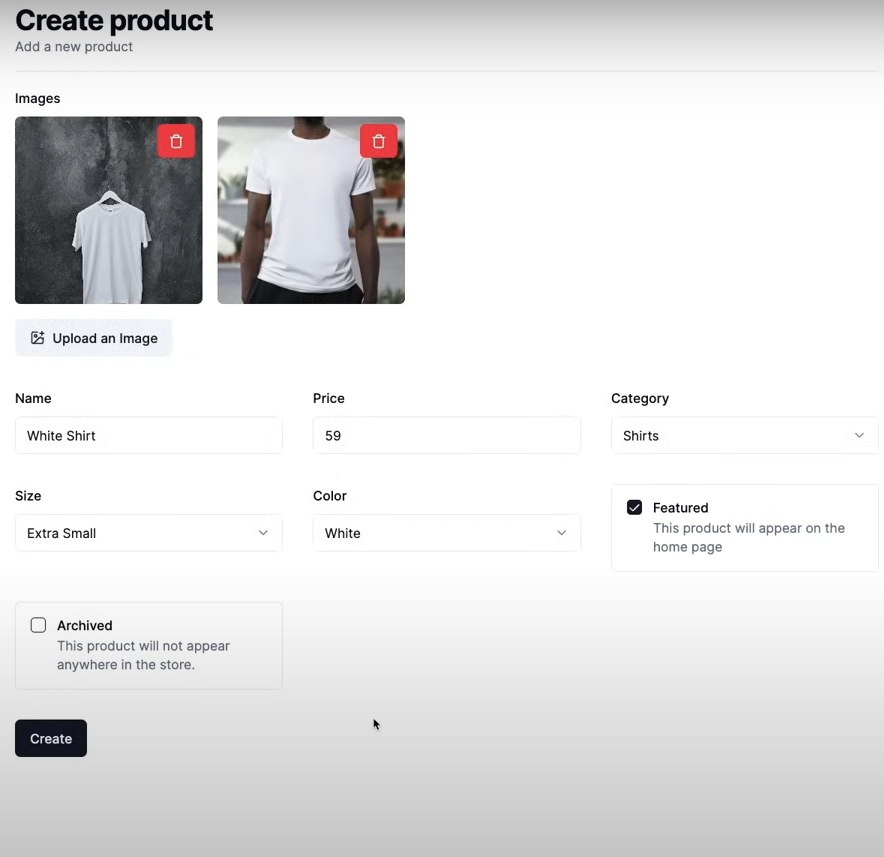 Create product
Add a new product
Images
Upload an Image
Name
Price
Category
White Shirt
59
Shirts
Size
Color
Extra Small
White
Featured
This product will appear on the
home page
Archived
This product will not appear
anywhere in the store.
Create